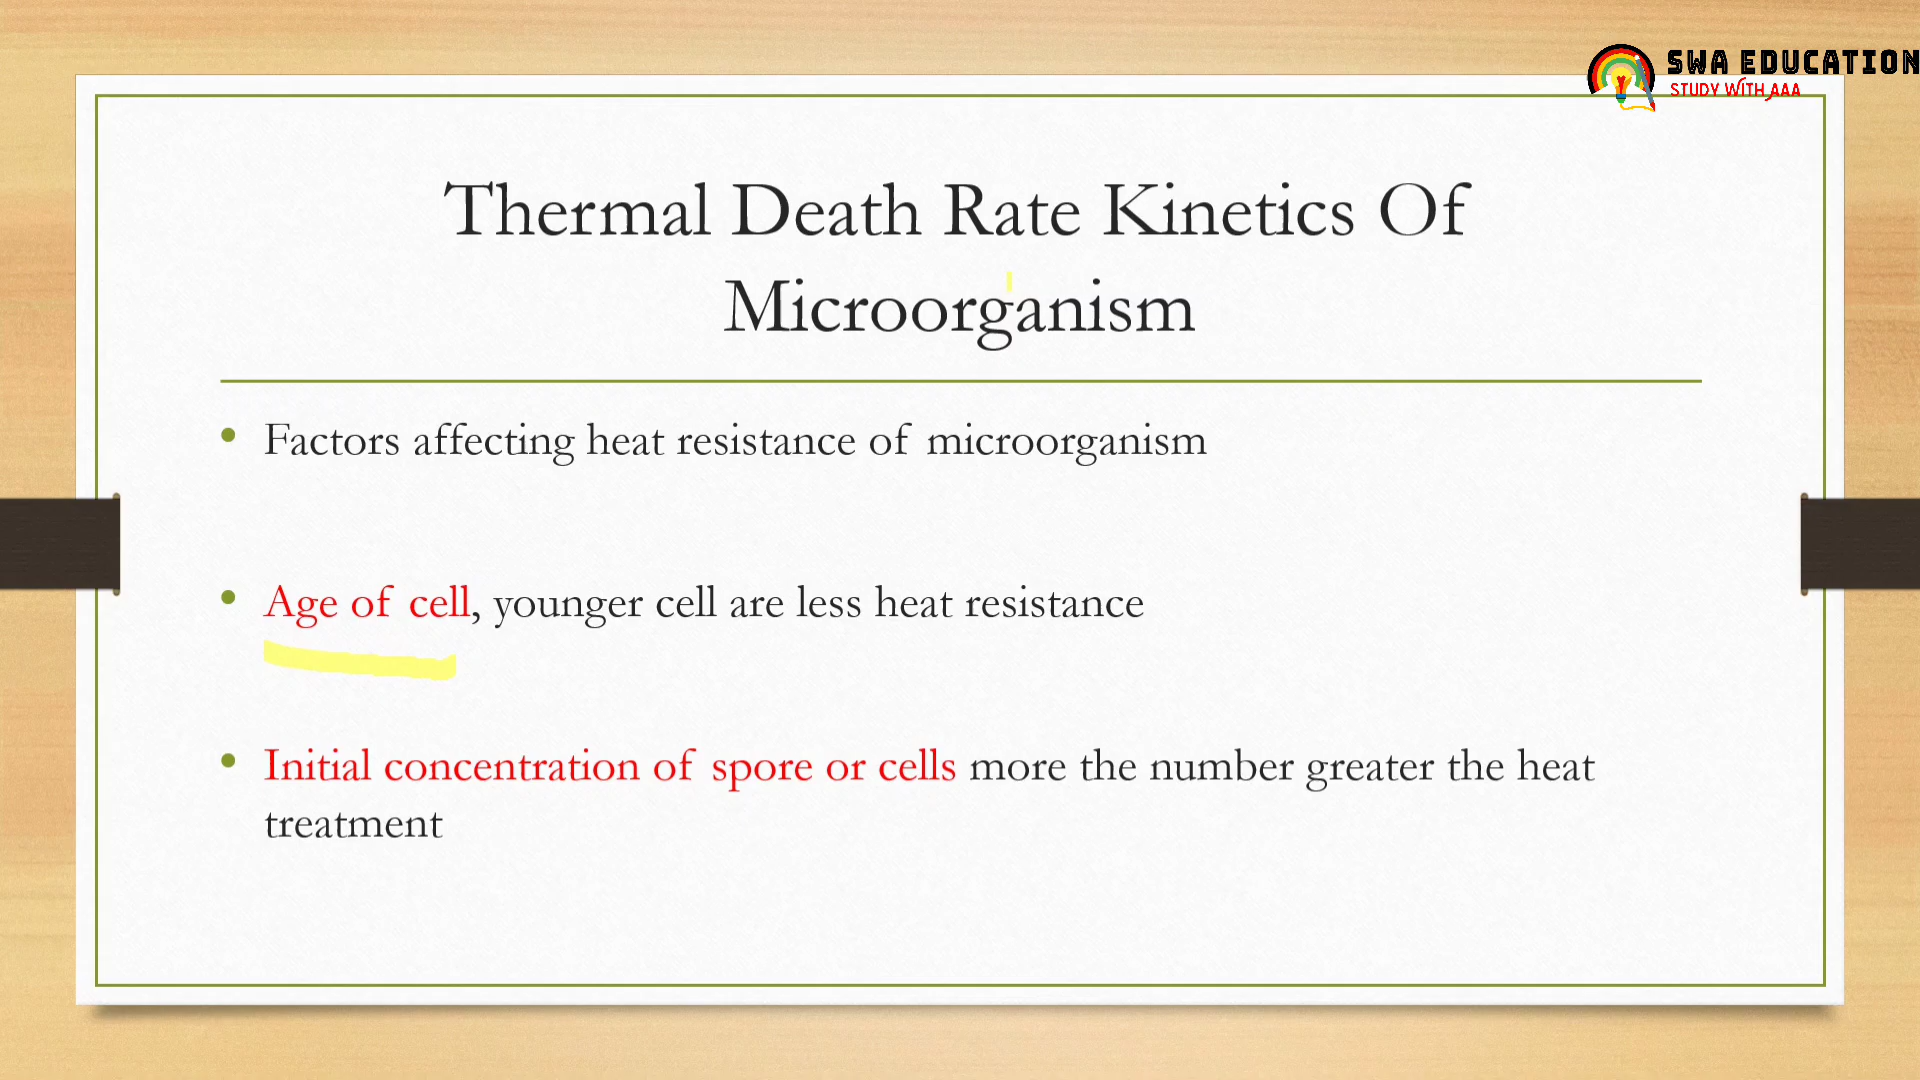 SWA EDUCATION
STUDY WITH AAA
Thermal Death Rate Kinetics Of
Microorganism
• Factors affecting heat resistance of microorganism
• Age of cell, younger cell are less heat resistance
• Initial concentration of spore or cells more the number greater the heat
treatment